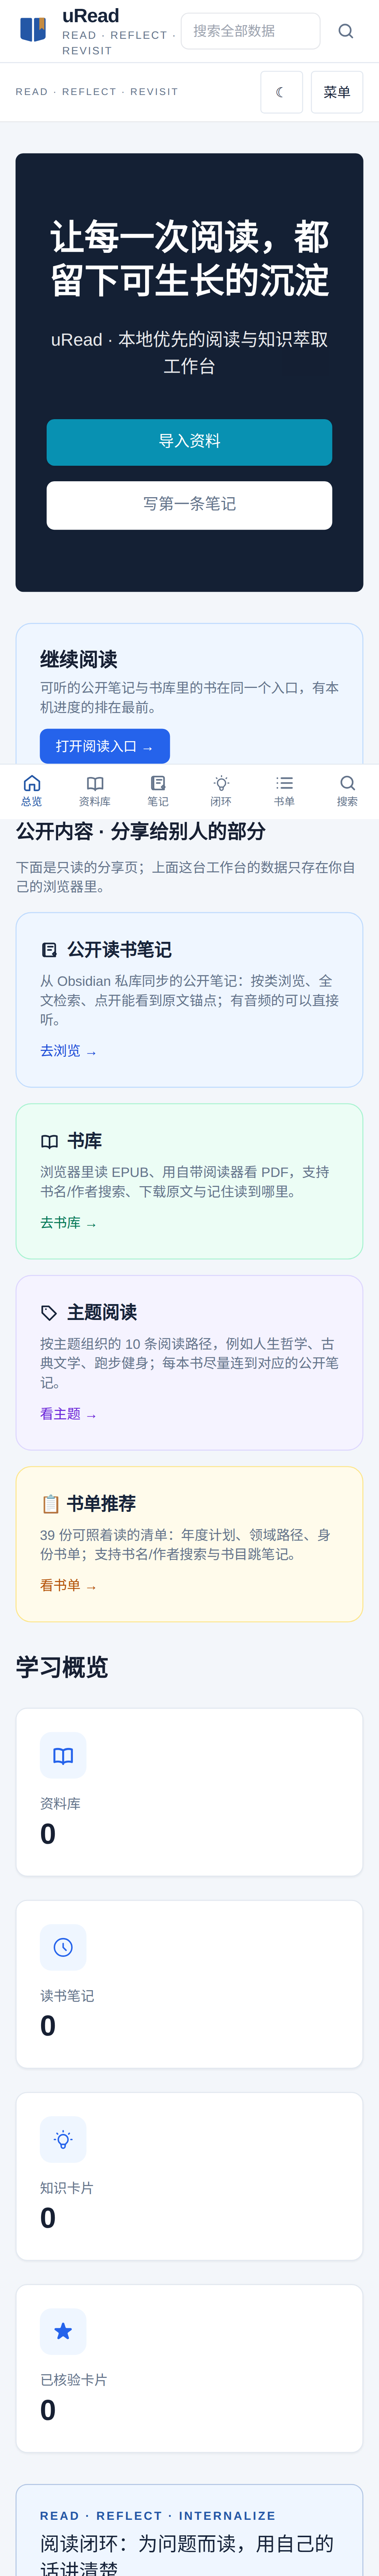 uRead
READ · REFLECT ·
REVISIT
搜索全部数据
READ · REFLECT · REVISIT
☾
菜单
让每一次阅读，都
留下可生长的沉淀
uRead · 本地优先的阅读与知识萃取
工作台
导入资料
写第一条笔记
继续阅读
可听的公开笔记与书库里的书在同一个入口，有本
机进度的排在最前。
打开阅读入口 →
总览
资料库
笔记
闭环
书单
搜索
公开内容 · 分享给别人的部分
下面是只读的分享页；上面这台工作台的数据只存在你自
己的浏览器里。
公开读书笔记
从 Obsidian 私库同步的公开笔记：按类浏览、全
文检索、点开能看到原文锚点；有音频的可以直接
听。
去浏览 →
书库
浏览器里读 EPUB、用自带阅读器看 PDF，支持
书名/作者搜索、下载原文与记住读到哪里。
去书库 →
主题阅读
按主题组织的 10 条阅读路径，例如人生哲学、古
典文学、跑步健身；每本书尽量连到对应的公开笔
记。
看主题 →
📋 书单推荐
39 份可照着读的清单：年度计划、领域路径、身
份书单；支持书名/作者搜索与书目跳笔记。
看书单 →
学习概览
资料库
0
读书笔记
0
知识卡片
0
已核验卡片
0
READ · REFLECT · INTERNALIZE
阅读闭环：为问题而读，用自己的
话讲清楚